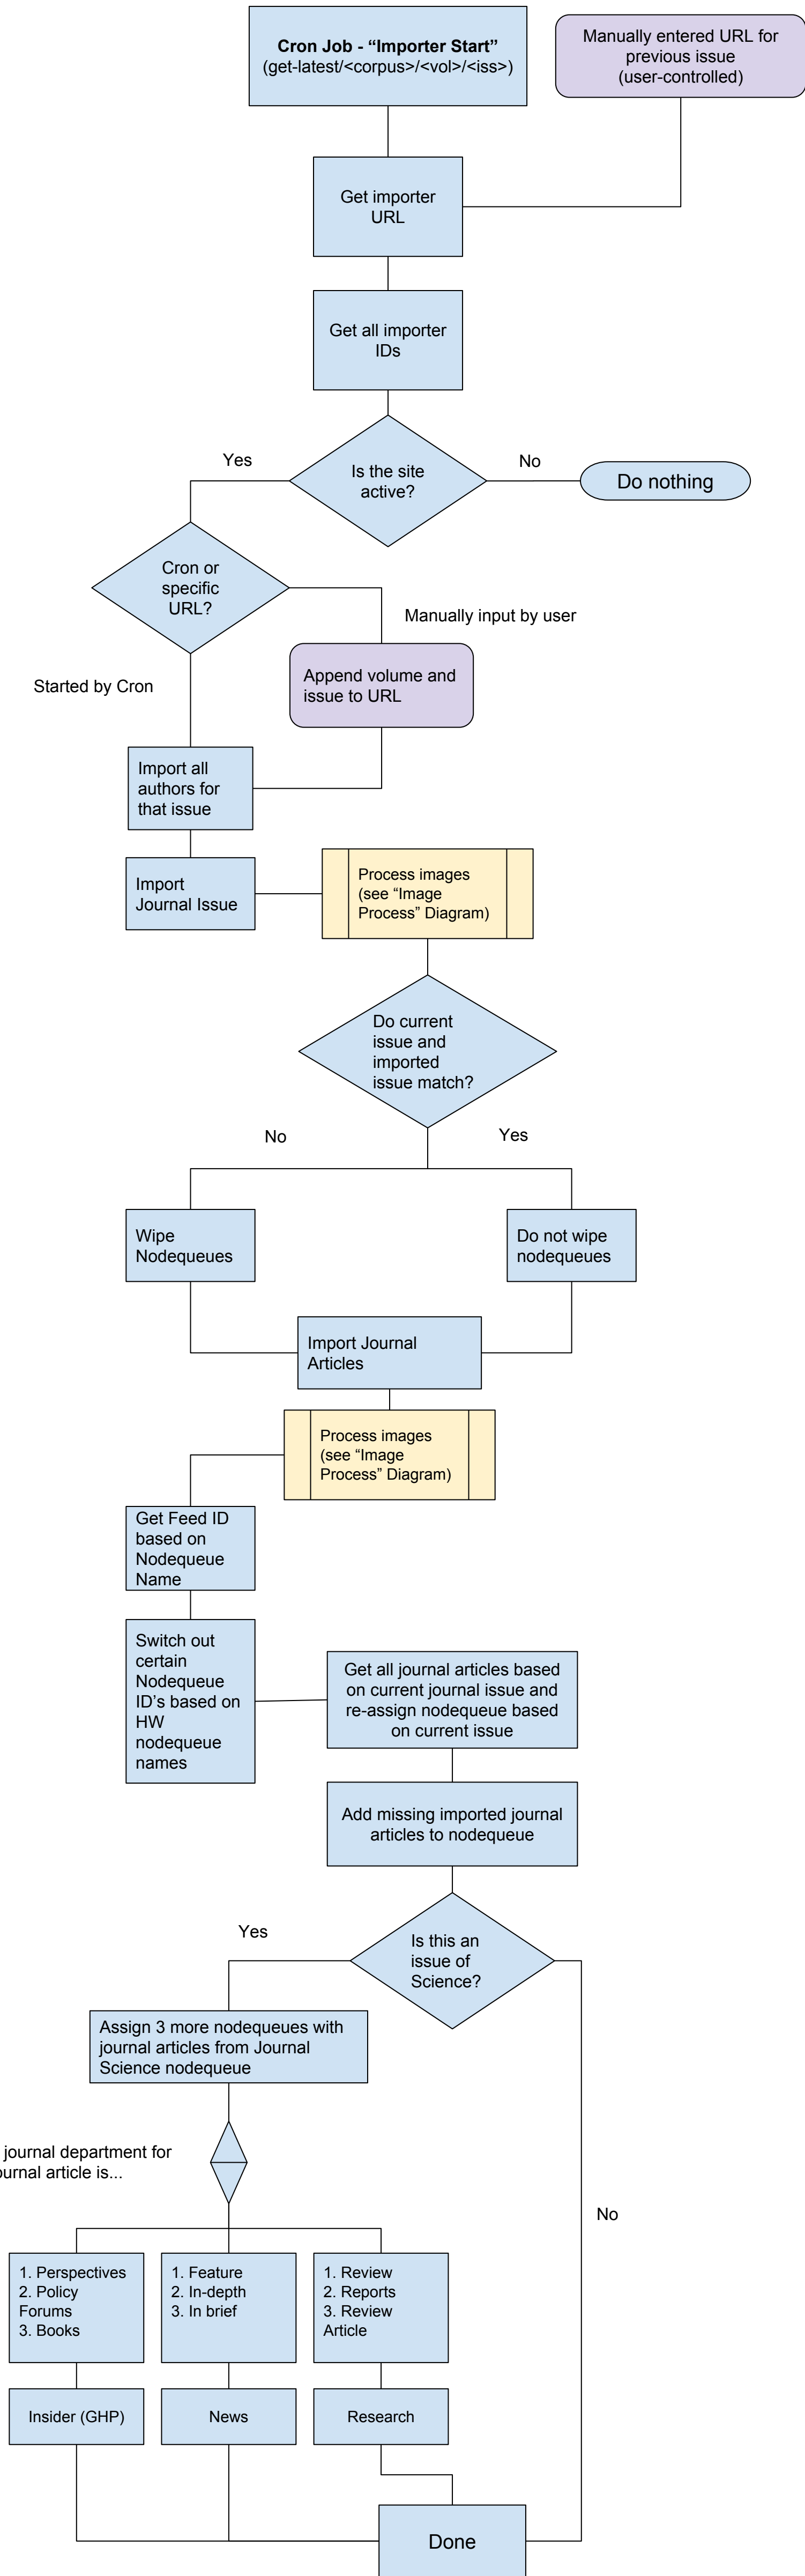 Cron Job - “Importer Start”
(get-latest/<corpus>/<vol>/<iss>)
Manually entered URL for
previous issue
(user-controlled)
Get importer
URL
Get all importer
IDs
Yes
Is the site
active?
No
Do nothing
Cron or
specific
URL?
Manually input by user
Started by Cron
Append volume and
issue to URL
Import all
authors for
that issue
Import
Journal Issue
Process images
(see “Image
Process” Diagram)
Do current
issue and
imported
issue match?
No
Yes
Wipe
Nodequeues
Do not wipe
nodequeues
Import Journal
Articles
Process images
(see “Image
Process” Diagram)
Get Feed ID
based on
Nodequeue
Name
Switch out
certain
Nodequeue
ID's based on
HW
nodequeue
names
Get all journal articles based
on current journal issue and
re-assign nodequeue based
on current issue
Add missing imported journal
articles to nodequeue
Yes
Is this an
issue of
Science?
Assign 3 more nodequeues with
journal articles from Journal
Science nodequeue
journal department for
article is...
No
1. Perspectives
2. Policy
Forums
3. Books
1. Feature
2. In-depth
3. In brief
1. Review
2. Reports
3. Review
Article
Insider (GHP)
News
Research
Done